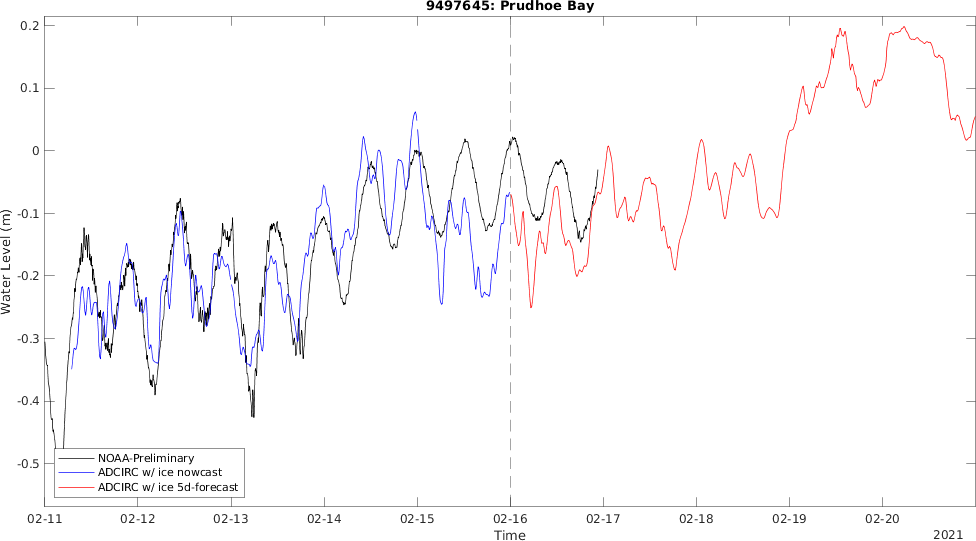 9497645: Prudhoe Bay
0.2
0.1
0
-0.1
-0.2
-0.3
-0.4
-0.5
Water Level (m)
NOAA-Preliminary
ADCIRC w/ ice nowcast
ADCIRC w/ ice 5d-forecast
02-11 02-12 02-13 02-14 02-15 02-16 02-17 02-18 02-19 02-20
Time
2021